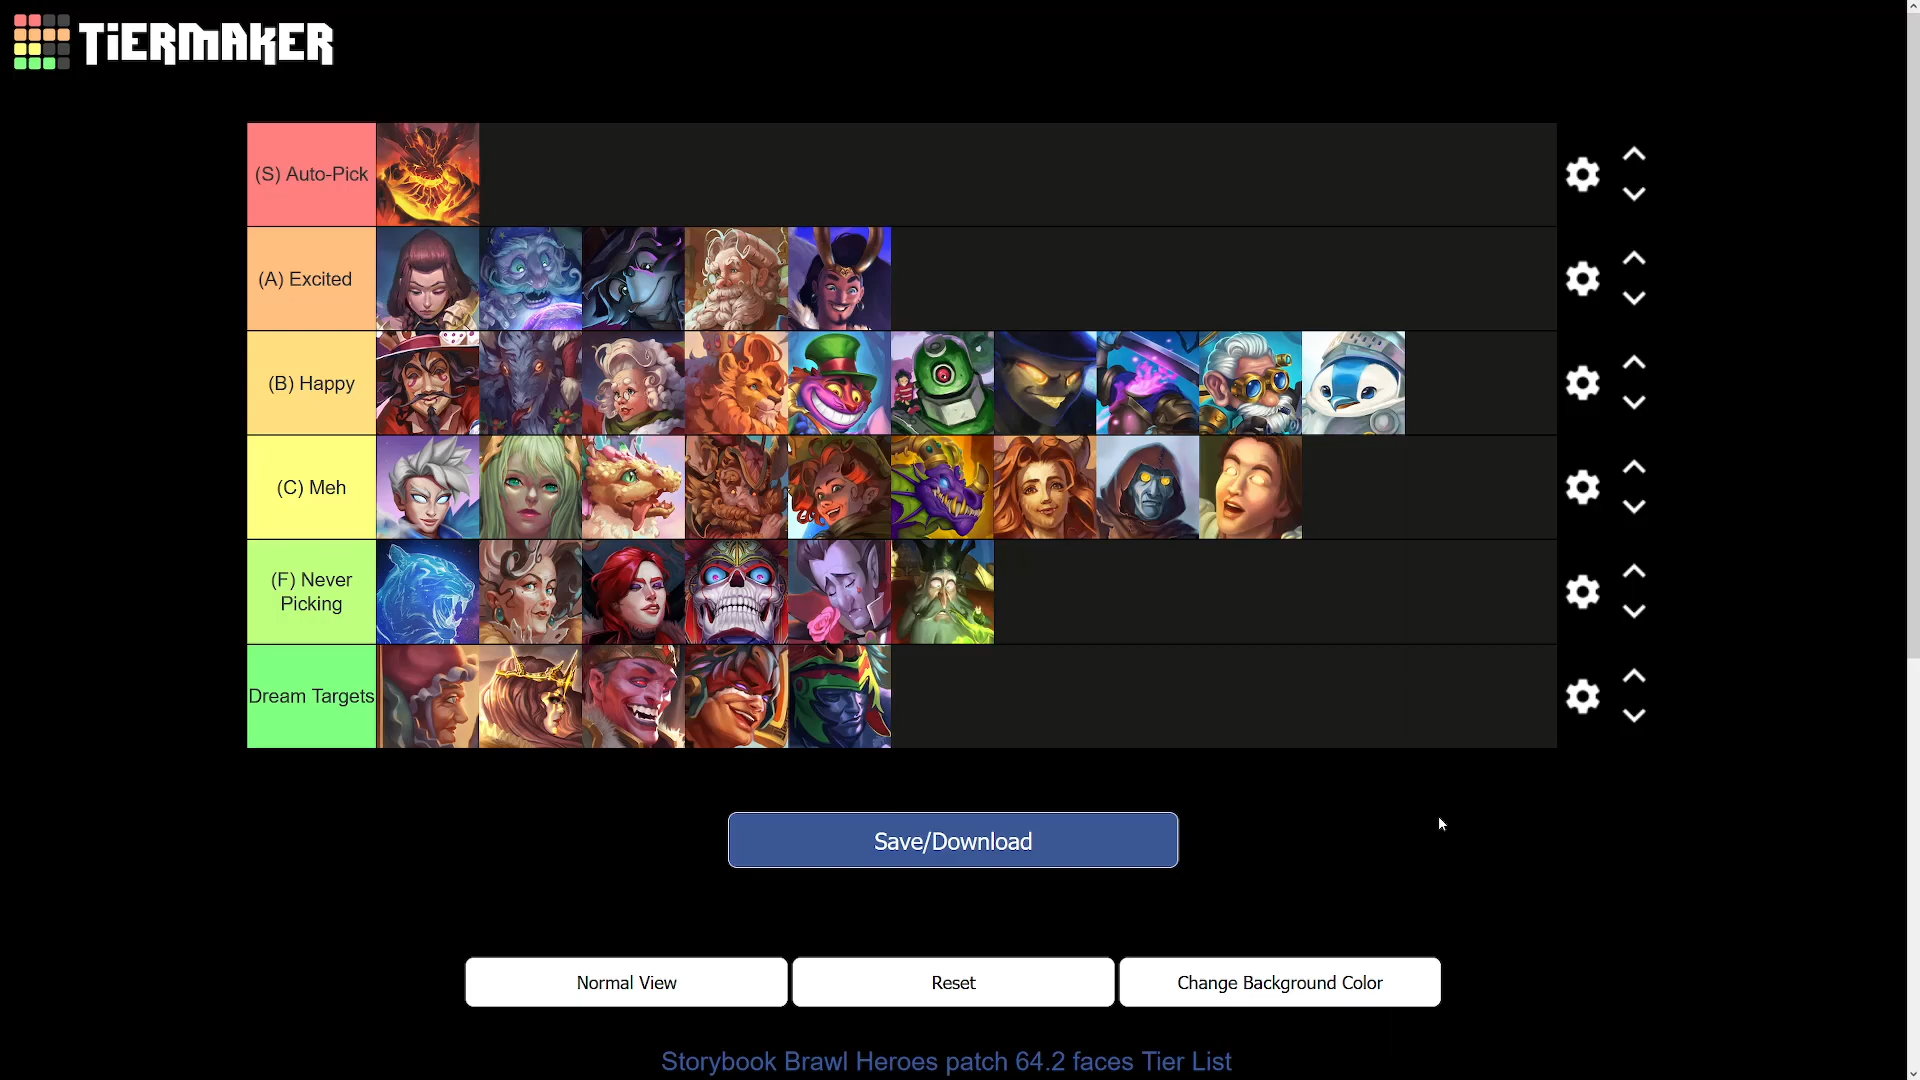 TiERMAKER
(S) Auto-Pick
(A) Excited
(B) Happy
(C) Meh
(F) Never
Picking
Dream Targets
Save/Download
Normal View
Reset
Change Background Color
Storybook Brawl Heroes patch 64.2 faces Tier List